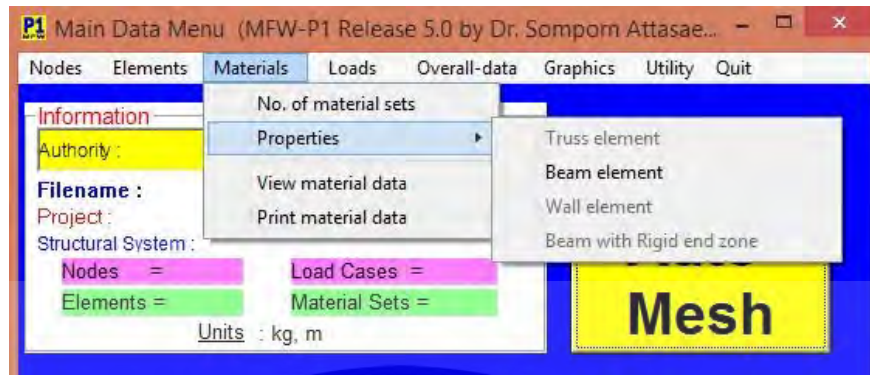 P1 MFW Main Data Menu (MFW-P1 Release 5.0 by Dr. Somporn Attasae...
Nodes Elements Materials Loads Overall-data Graphics Utility Quit
No. of material sets
Properties
View material data
Print material data
Truss element
Beam element
Wall element
Beam with Rigid end zone
Information
Authority :
Filename :
Project :
Structural System :
Nodes = Load Cases =
Elements = Material Sets =
Units : kg, m
Mesh